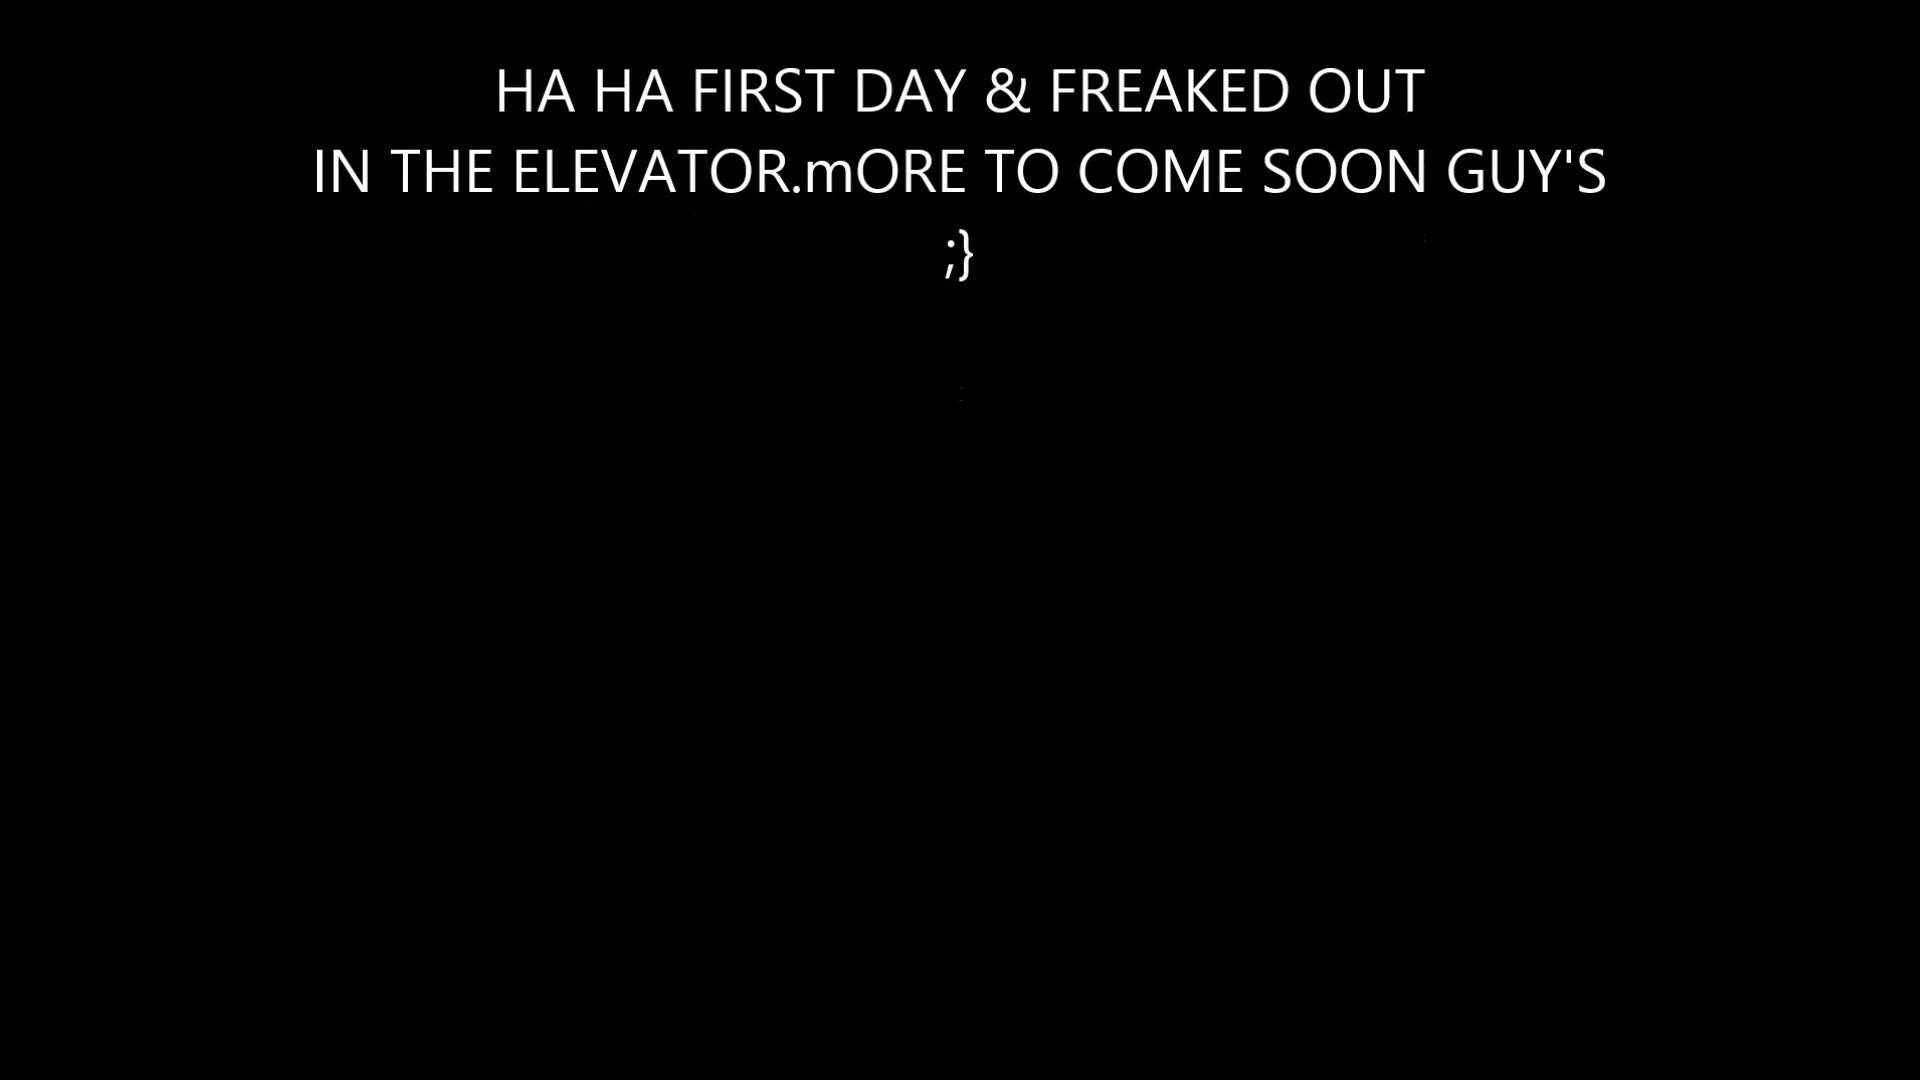 HA HA FIRST DAY & FREAKED OUT
IN THE ELEVATOR.mORE TO COME SOON GUY'S
;}